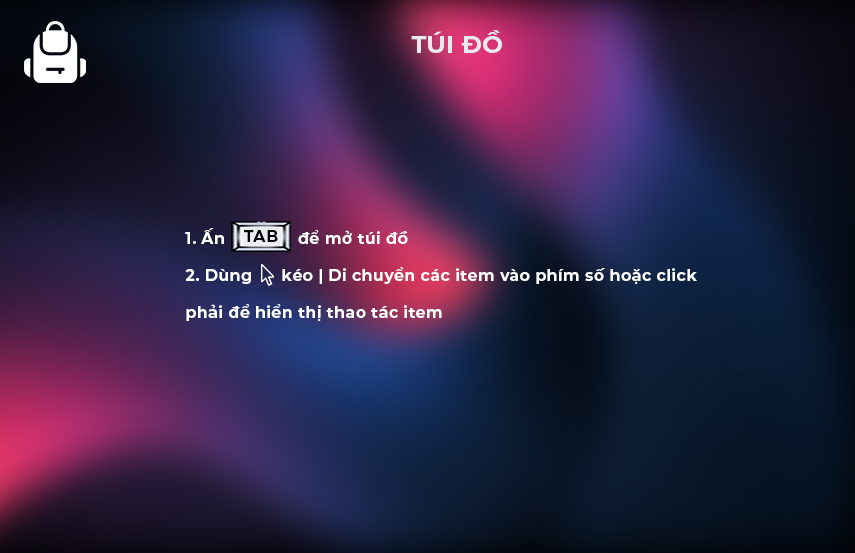 TÚI ĐỒ
1. Ấn TAB để mở túi đồ
2. Dùng kéo | Di chuyển các item vào phím số hoặc click
phải để hiển thị thao tác item